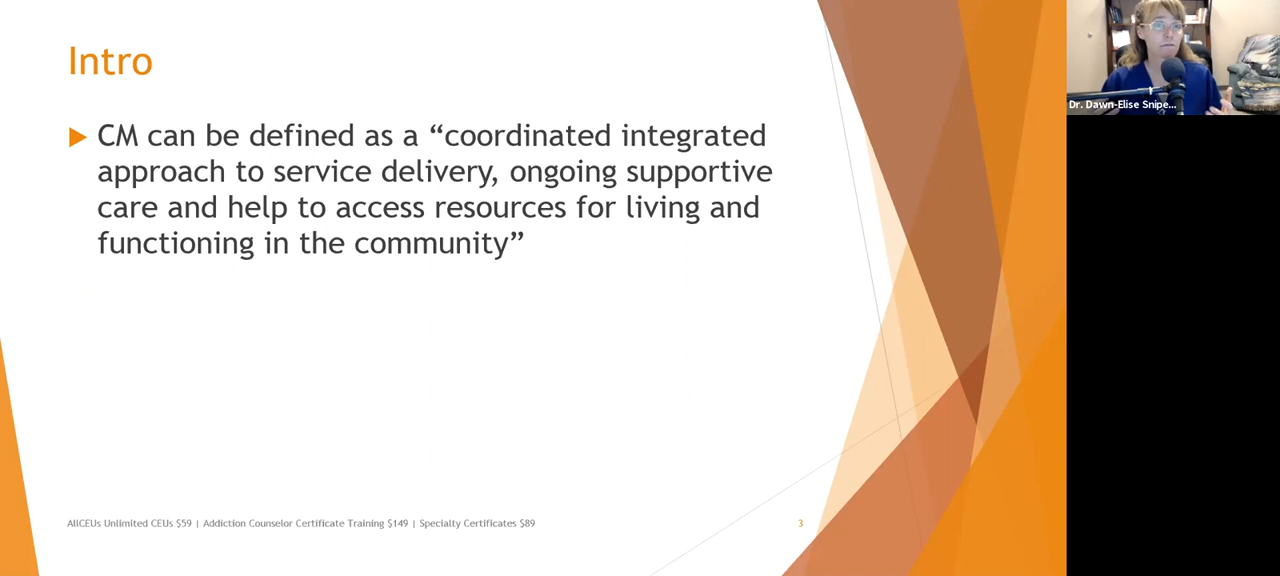 Intro
CM can be defined as a “coordinated integrated
approach to service delivery, ongoing supportive
care and help to access resources for living and
functioning in the community”
AllCEUs Unlimited CEUs $59 | Addiction Counselor Certificate Training $149 | Specialty Certificates $89
3
Dr. Dawn-Elise Snipe...